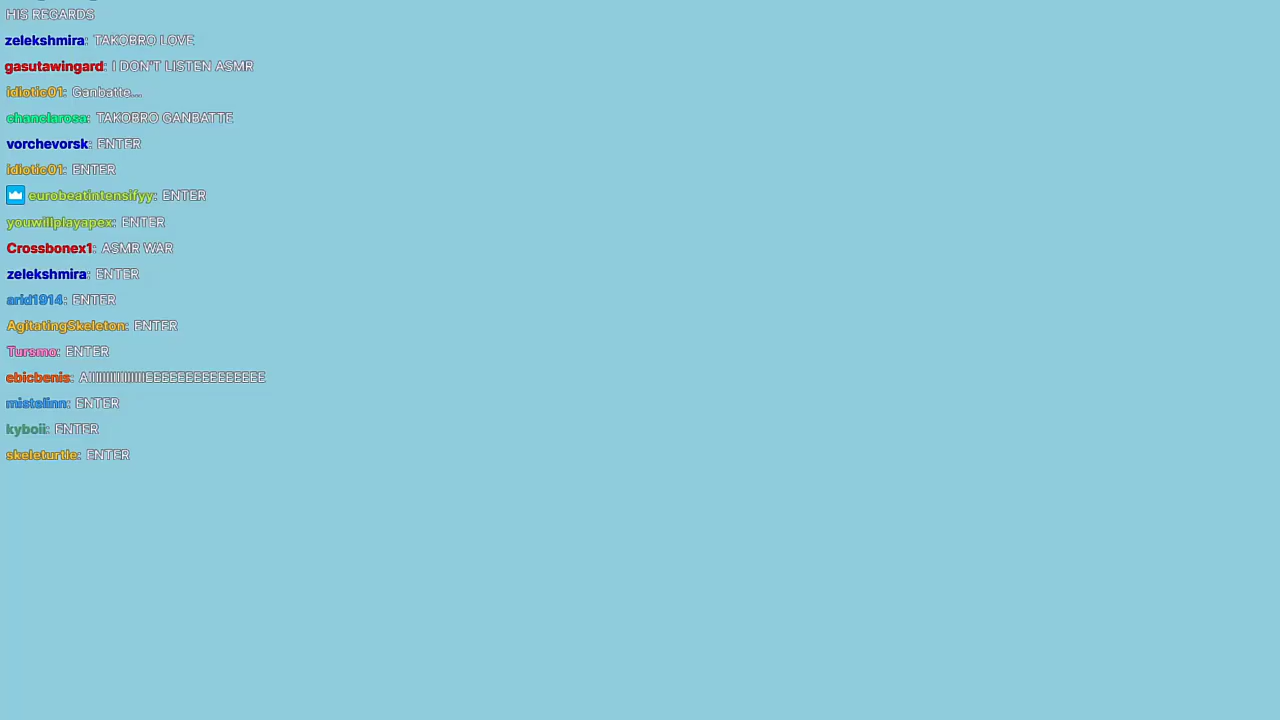 HIS REGARDS
zelekshmira: TAKOBRO LOVE
gasutawingard: I DON'T LISTEN ASMR
idiotic01: Ganbatte...
chanclarosa: TAKOBRO GANBATTE
vorchevorsk: ENTER
idiotic01: ENTER
eurobeatintensifyy: ENTER
youwillplayapex: ENTER
Crossbonex1: ASMR WAR
zelekshmira: ENTER
arid1914: ENTER
AgitatingSkeleton: ENTER
Tursmo: ENTER
ebicbenis: AIIIIIIIIIIIIIIIIEEEEEEEEEEEEEEE
mistelinn: ENTER
kyboii: ENTER
skeleturtle: ENTER